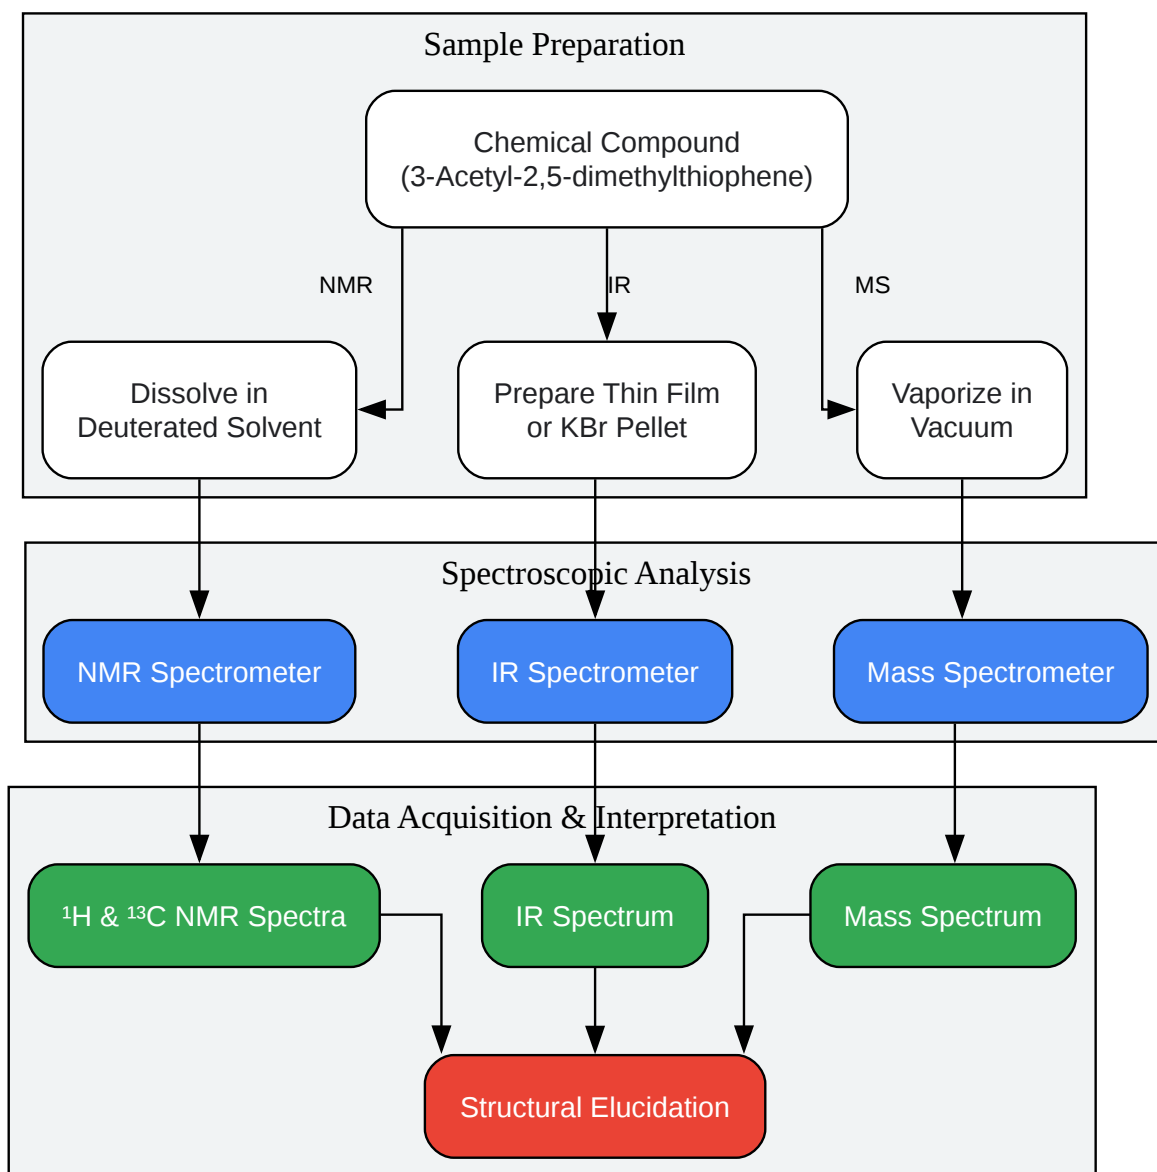 Sample Preparation
Chemical Compound
(3-Acetyl-2,5-dimethylthiophene)
NMR
IR
MS
Dissolve in
Deuterated Solvent
Prepare Thin Film
or KBr Pellet
Vaporize in
Vacuum
Spectroscopic Analysis
NMR Spectrometer
IR Spectrometer
Mass Spectrometer
Data Acquisition & Interpretation
¹H & ¹³C NMR Spectra
IR Spectrum
Mass Spectrum
Structural Elucidation